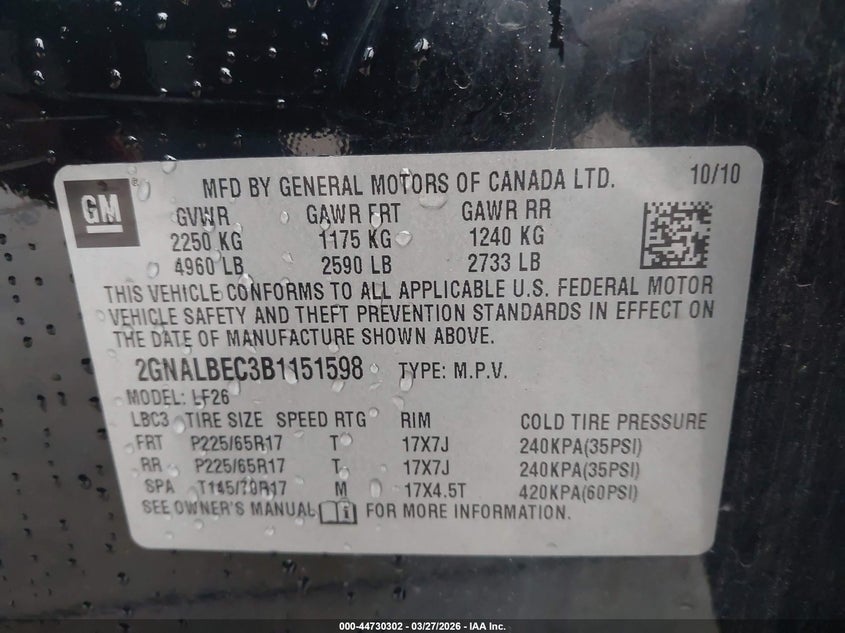 MFD BY GENERAL MOTORS OF CANADA LTD. 10/10
GM
GVWR GAWR FRT GAWR RR
2250 KG 1175 KG 1240 KG
4960 LB 2590 LB 2733 LB
THIS VEHICLE CONFORMS TO ALL APPLICABLE U.S. FEDERAL MOTOR
VEHICLE SAFETY AND THEFT PREVENTION STANDARDS IN EFFECT ON
THE DATE OF MANUFACTURE SHOWN ABOVE.
2GNALBEC3B1151598 TYPE: M.P.V.
MODEL: LF26
LBC3 TIRE SIZE SPEED RTG RIM COLD TIRE PRESSURE
FRT P225/65R17 T 17X7J 240KPA(35PSI)
RR P225/65R17 T 17X7J 240KPA(35PSI)
SPA T145/70R17 M 17X4.5T 420KPA(60PSI)
SEE OWNER'S MANUAL FOR MORE INFORMATION.
000-44730302 - 03/27/2026 - IAA Inc.